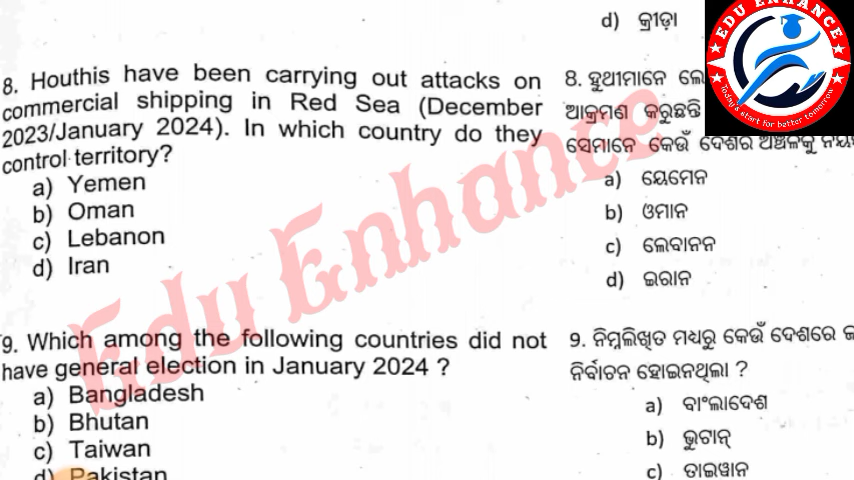 d) କ୍ରୀଡ଼ା
EDU ENHANCE
Today's start for better tomorrow
8. Houthis have been carrying out attacks on
commercial shipping in Red Sea (December
2023/January 2024). In which country do they
control territory?
a) Yemen
b) Oman
c) Lebanon
d) Iran
9. Which among the following countries did not
have general election in January 2024 ?
a) Bangladesh
b) Bhutan
c) Taiwan
d) Pakistan
8. ହୁଥୀମାନେ
ଆକ୍ରମଣ କରୁଛନ୍ତି
ସେମାନେ କେଉଁ ଦେଶର ଅଞ୍ଚଳକୁ
a) ୟେମେନ
b) ଓମାନ
c) ଲେବାନନ
d) ଇରାନ
9. ନିମ୍ନଲିଖିତ ମଧ୍ୟରୁ କେଉଁ ଦେଶରେ
ନିର୍ବାଚନ ହୋଇନଥିଲା ?
a) ବାଂଲାଦେଶ
b) ଭୁଟାନ୍
c) ତାଇୱାନ
Edu Enhance